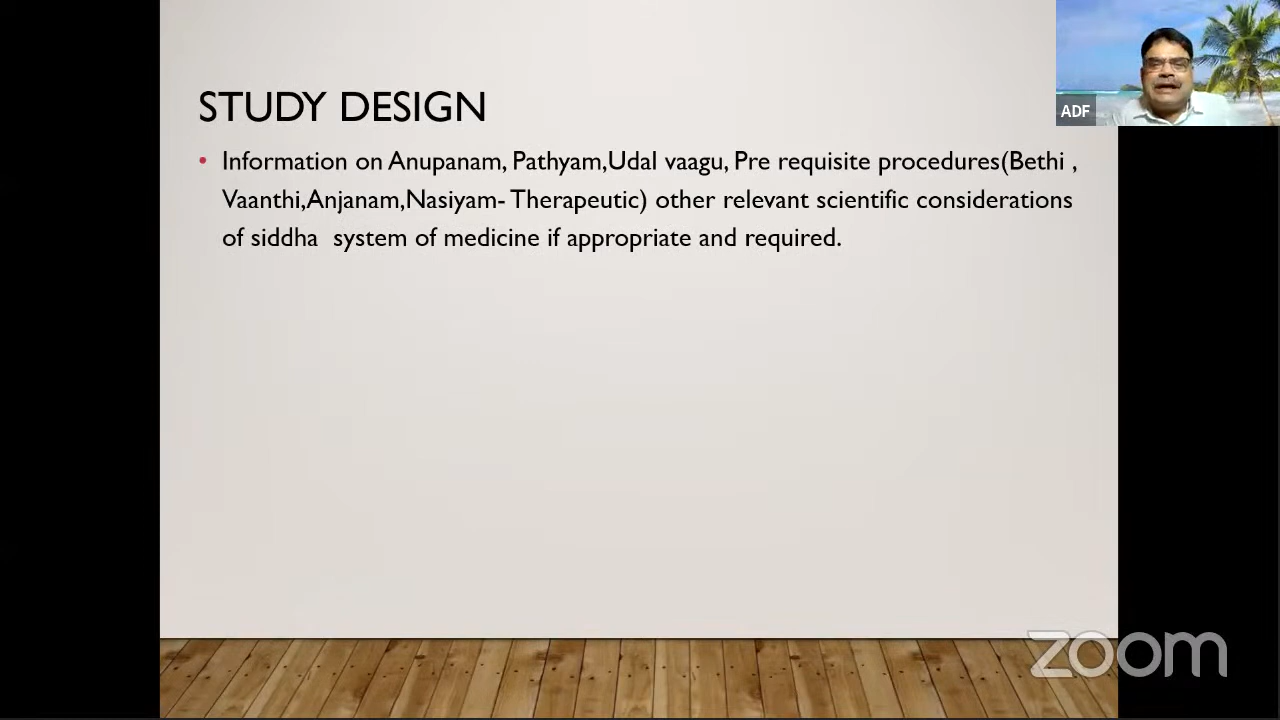 STUDY DESIGN
• Information on Anupanam, Pathyam,Udal vaagu, Pre requisite procedures(Bethi ,
Vaanthi,Anjanam,Nasiyam- Therapeutic) other relevant scientific considerations
of siddha  system of medicine if appropriate and required.
ADF
zoom